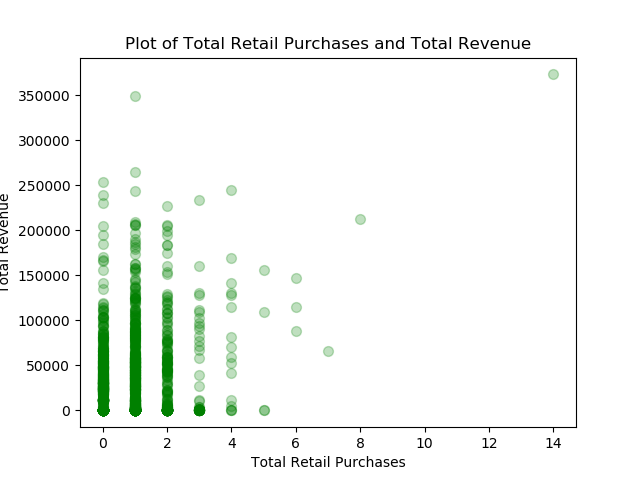 Plot of Total Retail Purchases and Total Revenue
350000
300000
250000
200000
150000
100000
50000
0
Total Revenue
0 2 4 6 8 10 12 14
Total Retail Purchases